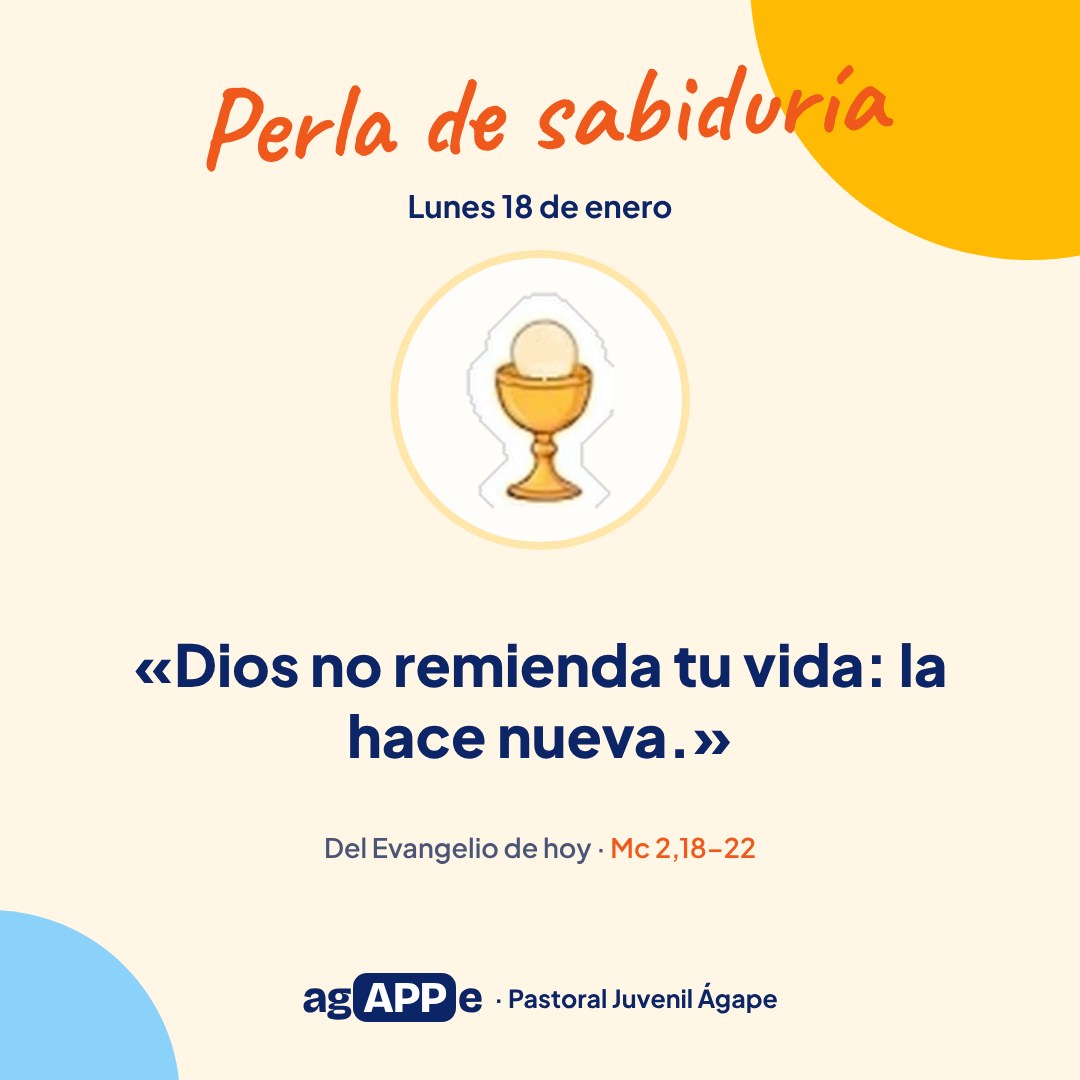 Perla de sabiduría
Lunes 18 de enero
«Dios no remienda tu vida: la
hace nueva.»
Del Evangelio de hoy · Mc 2,18–22
agAPPe · Pastoral Juvenil Ágape